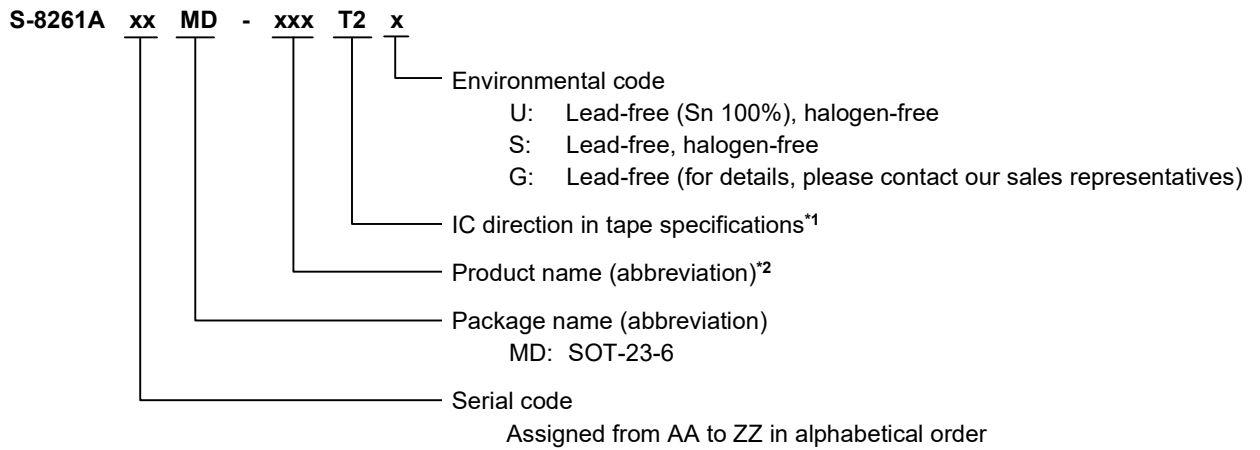 S-8261A xx MD - xxx T2 x
Environmental code
U: Lead-free (Sn 100%), halogen-free
S: Lead-free, halogen-free
G: Lead-free (for details, please contact our sales representatives)
IC direction in tape specifications*1
Product name (abbreviation)*2
Package name (abbreviation)
MD: SOT-23-6
Serial code
Assigned from AA to ZZ in alphabetical order